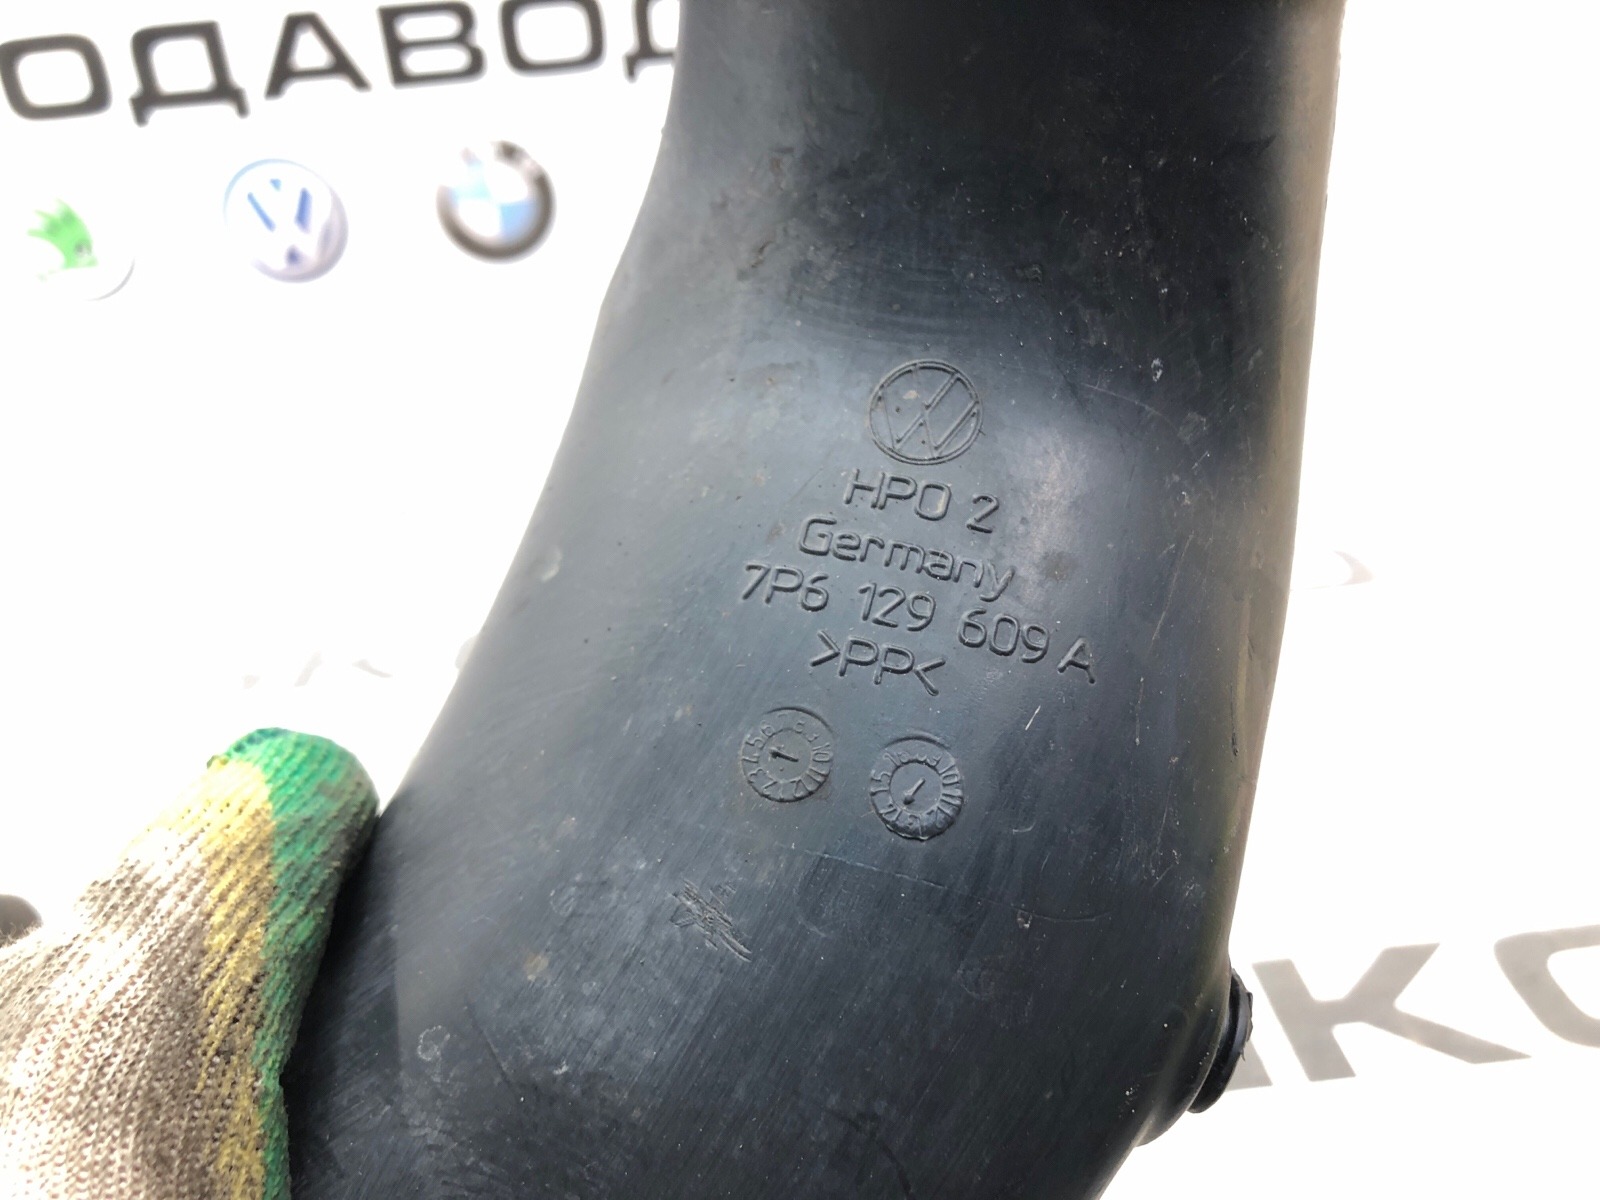 ОДАВОД
HPO 2
Germany
7P6 129 609 A
>PP<